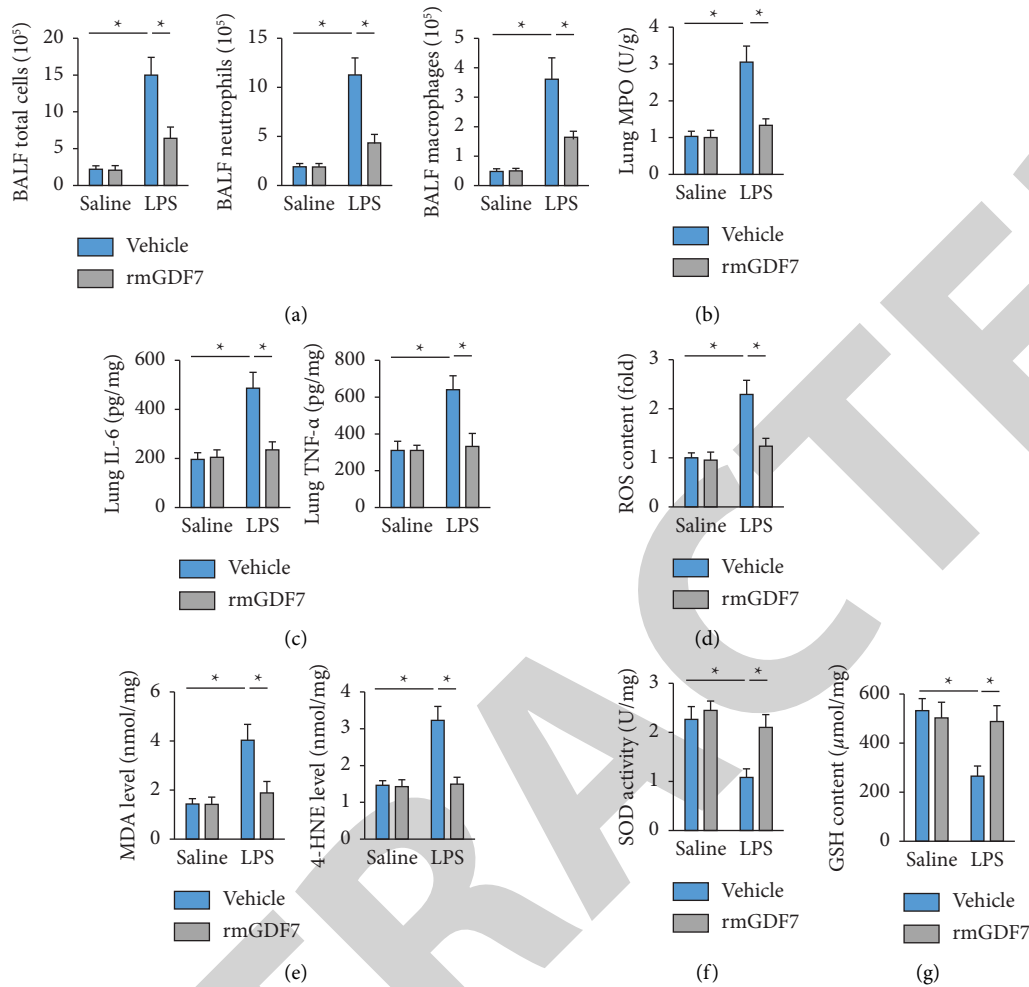 * *
* *
* *
* *
BALF total cells (10⁵)
20
15
10
5
0
Saline LPS
BALF neutrophils (10⁵)
15
10
5
0
Saline LPS
BALF macrophages (10⁵)
5
4
3
2
1
0
Saline LPS
Vehicle
rmGDF7
(a)
Lung MPO (U/g)
4
3
2
1
0
Saline LPS
Vehicle
rmGDF7
(b)
* *
* *
Lung IL-6 (pg/mg)
600
400
200
0
Saline LPS
Lung TNF-α (pg/mg)
800
600
400
200
0
Saline LPS
Vehicle
rmGDF7
(c)
* *
ROS content (fold)
3
2
1
0
Saline LPS
Vehicle
rmGDF7
(d)
* *
* *
MDA level (nmol/mg)
6
4
2
0
Saline LPS
4-HNE level (nmol/mg)
4
3
2
1
0
Saline LPS
Vehicle
rmGDF7
(e)
* *
SOD activity (U/mg)
3
2
1
0
Saline LPS
Vehicle
rmGDF7
(f)
* *
GSH content (μmol/mg)
600
400
200
0
Saline LPS
Vehicle
rmGDF7
(g)
TRACTE